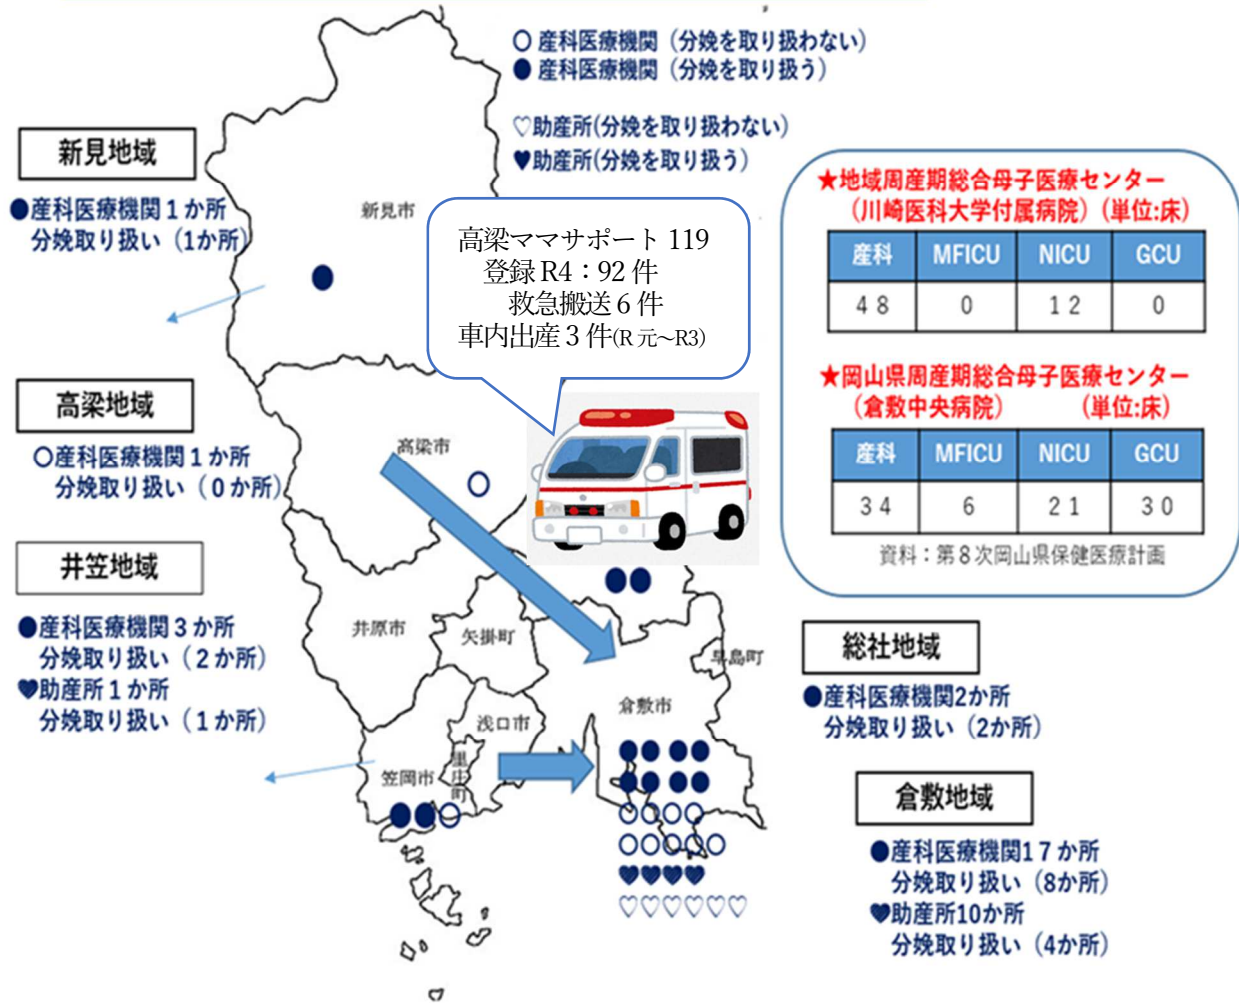 ○ 産科医療機関（分娩を取り扱わない）
● 産科医療機関（分娩を取り扱う）
♡助産所(分娩を取り扱わない)
♥助産所(分娩を取り扱う）
新見地域
●産科医療機関１か所
分娩取り扱い（1か所）
新見市
高梁ママサポート 119
登録 R4：92 件
救急搬送 6 件
車内出産 3 件(R 元～R3)
★地域周産期総合母子医療センター
（川崎医科大学付属病院）（単位:床）
産科 MFICU NICU GCU
４８ ０ １２ ０
★岡山県周産期総合母子医療センター
（倉敷中央病院） （単位:床）
産科 MFICU NICU GCU
３４ ６ ２１ ３０
資料：第８次岡山県保健医療計画
高梁地域
○産科医療機関１か所
分娩取り扱い（０か所）
高梁市
井笠地域
●産科医療機関３か所
分娩取り扱い（２か所）
♥助産所１か所
分娩取り扱い（１か所）
井原市
矢掛町
早島町
倉敷市
浅口市
里庄町
笠岡市
総社地域
●産科医療機関2か所
分娩取り扱い（2か所）
倉敷地域
●産科医療機関1７か所
分娩取り扱い（8か所）
♥助産所10か所
分娩取り扱い（4か所）